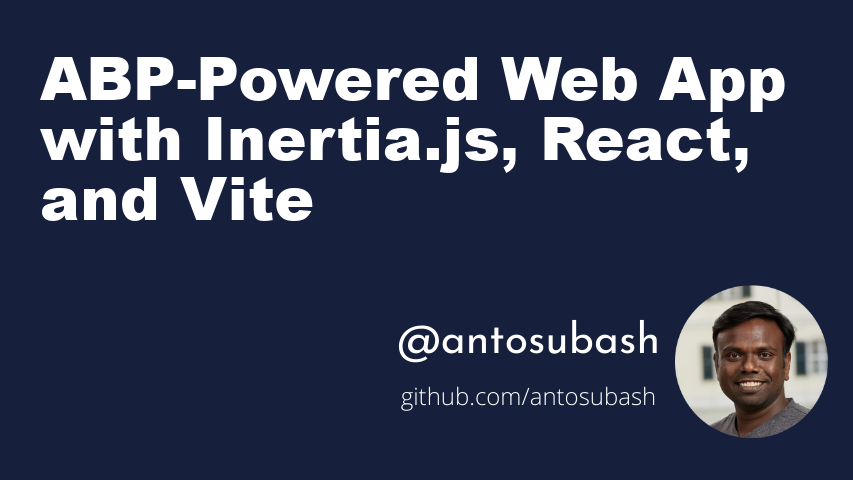 ABP-Powered Web App
with Inertia.js, React,
and Vite
@antosubash
github.com/antosubash